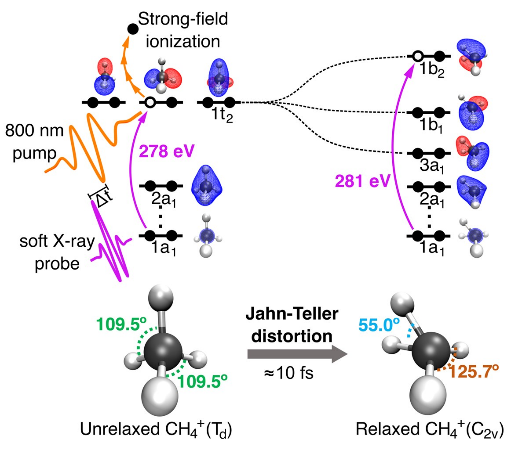 Strong-field
ionization
1t2
1b2
800 nm
pump
278 eV
1b1
3a1
281 eV
2a1
2a1
Δt
soft X-ray
probe
1a1
1a1
109.5°
109.5°
Jahn-Teller
distortion
≈10 fs
55.0°
125.7°
Unrelaxed CH4+(Td)
Relaxed CH4+(C2v)